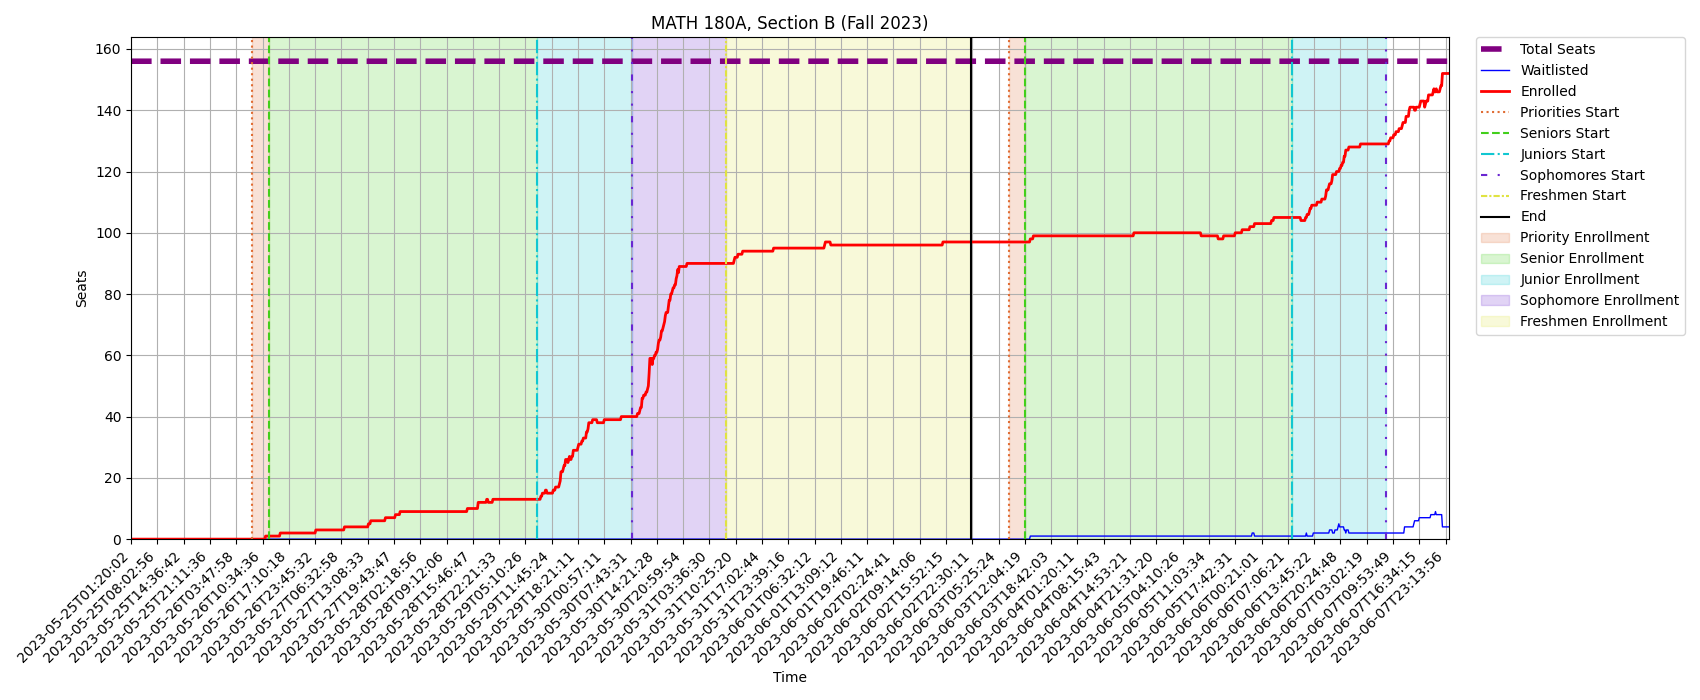 MATH 180A, Section B (Fall 2023)
160
140
120
100
80
60
40
20
0
Seats
2023-05-25T01:20:02
2023-05-25T08:02:56
2023-05-25T14:36:42
2023-05-25T21:11:36
2023-05-26T03:47:58
2023-05-26T10:34:36
2023-05-26T17:10:18
2023-05-26T23:45:32
2023-05-27T06:32:58
2023-05-27T13:08:33
2023-05-27T19:43:47
2023-05-28T02:18:56
2023-05-28T09:12:06
2023-05-28T15:46:47
2023-05-28T22:21:33
2023-05-29T05:10:26
2023-05-29T11:45:24
2023-05-29T18:21:11
2023-05-30T00:57:11
2023-05-30T07:43:31
2023-05-30T14:21:28
2023-05-30T20:59:54
2023-05-31T03:36:30
2023-05-31T10:25:20
2023-05-31T17:02:44
2023-05-31T23:39:16
2023-06-01T06:32:12
2023-06-01T13:09:12
2023-06-01T19:46:11
2023-06-02T02:24:41
2023-06-02T09:14:06
2023-06-02T15:52:15
2023-06-02T22:30:11
2023-06-03T05:25:24
2023-06-03T12:04:19
2023-06-03T18:42:03
2023-06-04T01:20:11
2023-06-04T08:15:43
2023-06-04T14:53:21
2023-06-04T21:31:20
2023-06-05T04:10:26
2023-06-05T11:03:34
2023-06-05T17:42:31
2023-06-06T00:21:01
2023-06-06T07:06:21
2023-06-06T13:45:22
2023-06-06T20:24:48
2023-06-07T03:02:19
2023-06-07T09:53:49
2023-06-07T16:34:15
2023-06-07T23:13:56
Time
Total Seats
Waitlisted
Enrolled
Priorities Start
Seniors Start
Juniors Start
Sophomores Start
Freshmen Start
End
Priority Enrollment
Senior Enrollment
Junior Enrollment
Sophomore Enrollment
Freshmen Enrollment